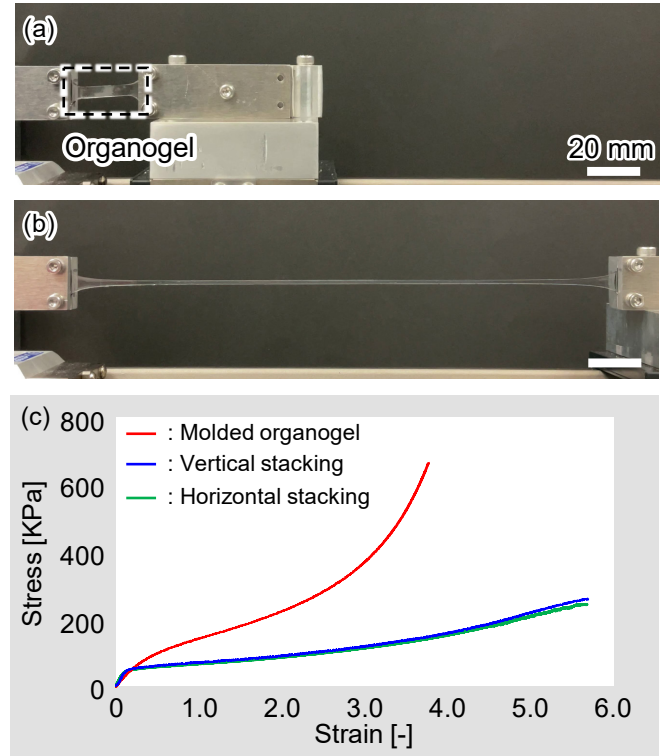 (a)
Organogel
20 mm
(b)
(c)
: Molded organogel
: Vertical stacking
: Horizontal stacking
Stress [KPa]
800
600
400
200
0
0 1.0 2.0 3.0 4.0 5.0 6.0
Strain [-]